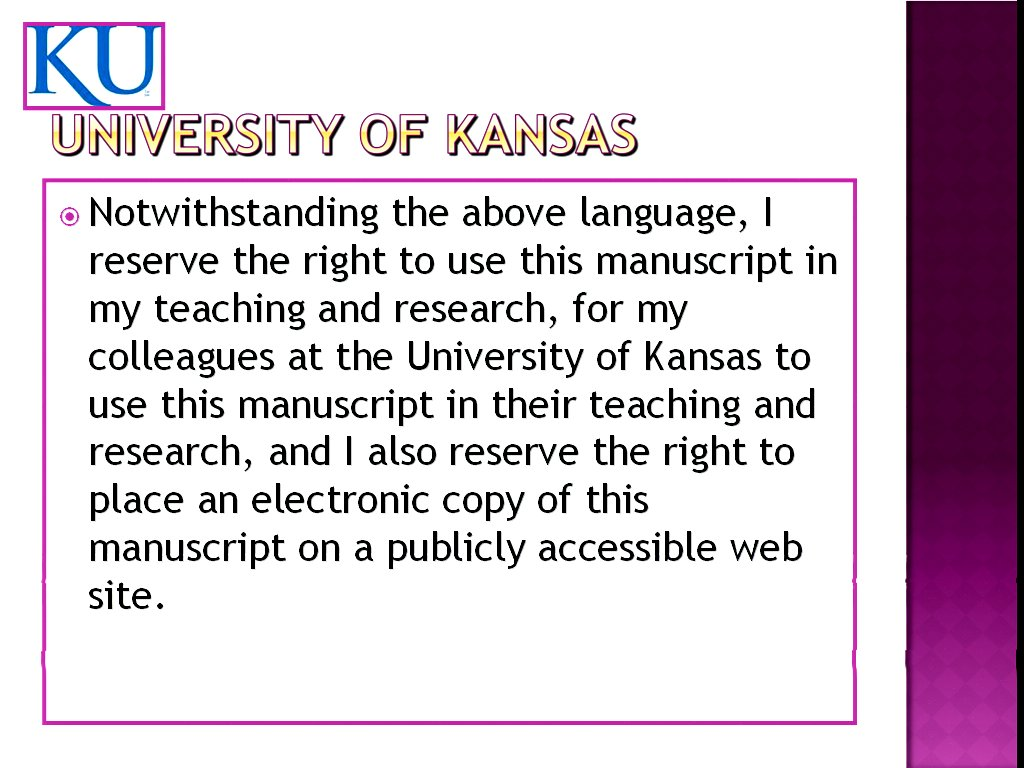 KU
UNIVERSITY OF KANSAS
Notwithstanding the above language, I
reserve the right to use this manuscript in
my teaching and research, for my
colleagues at the University of Kansas to
use this manuscript in their teaching and
research, and I also reserve the right to
place an electronic copy of this
manuscript on a publicly accessible web
site.